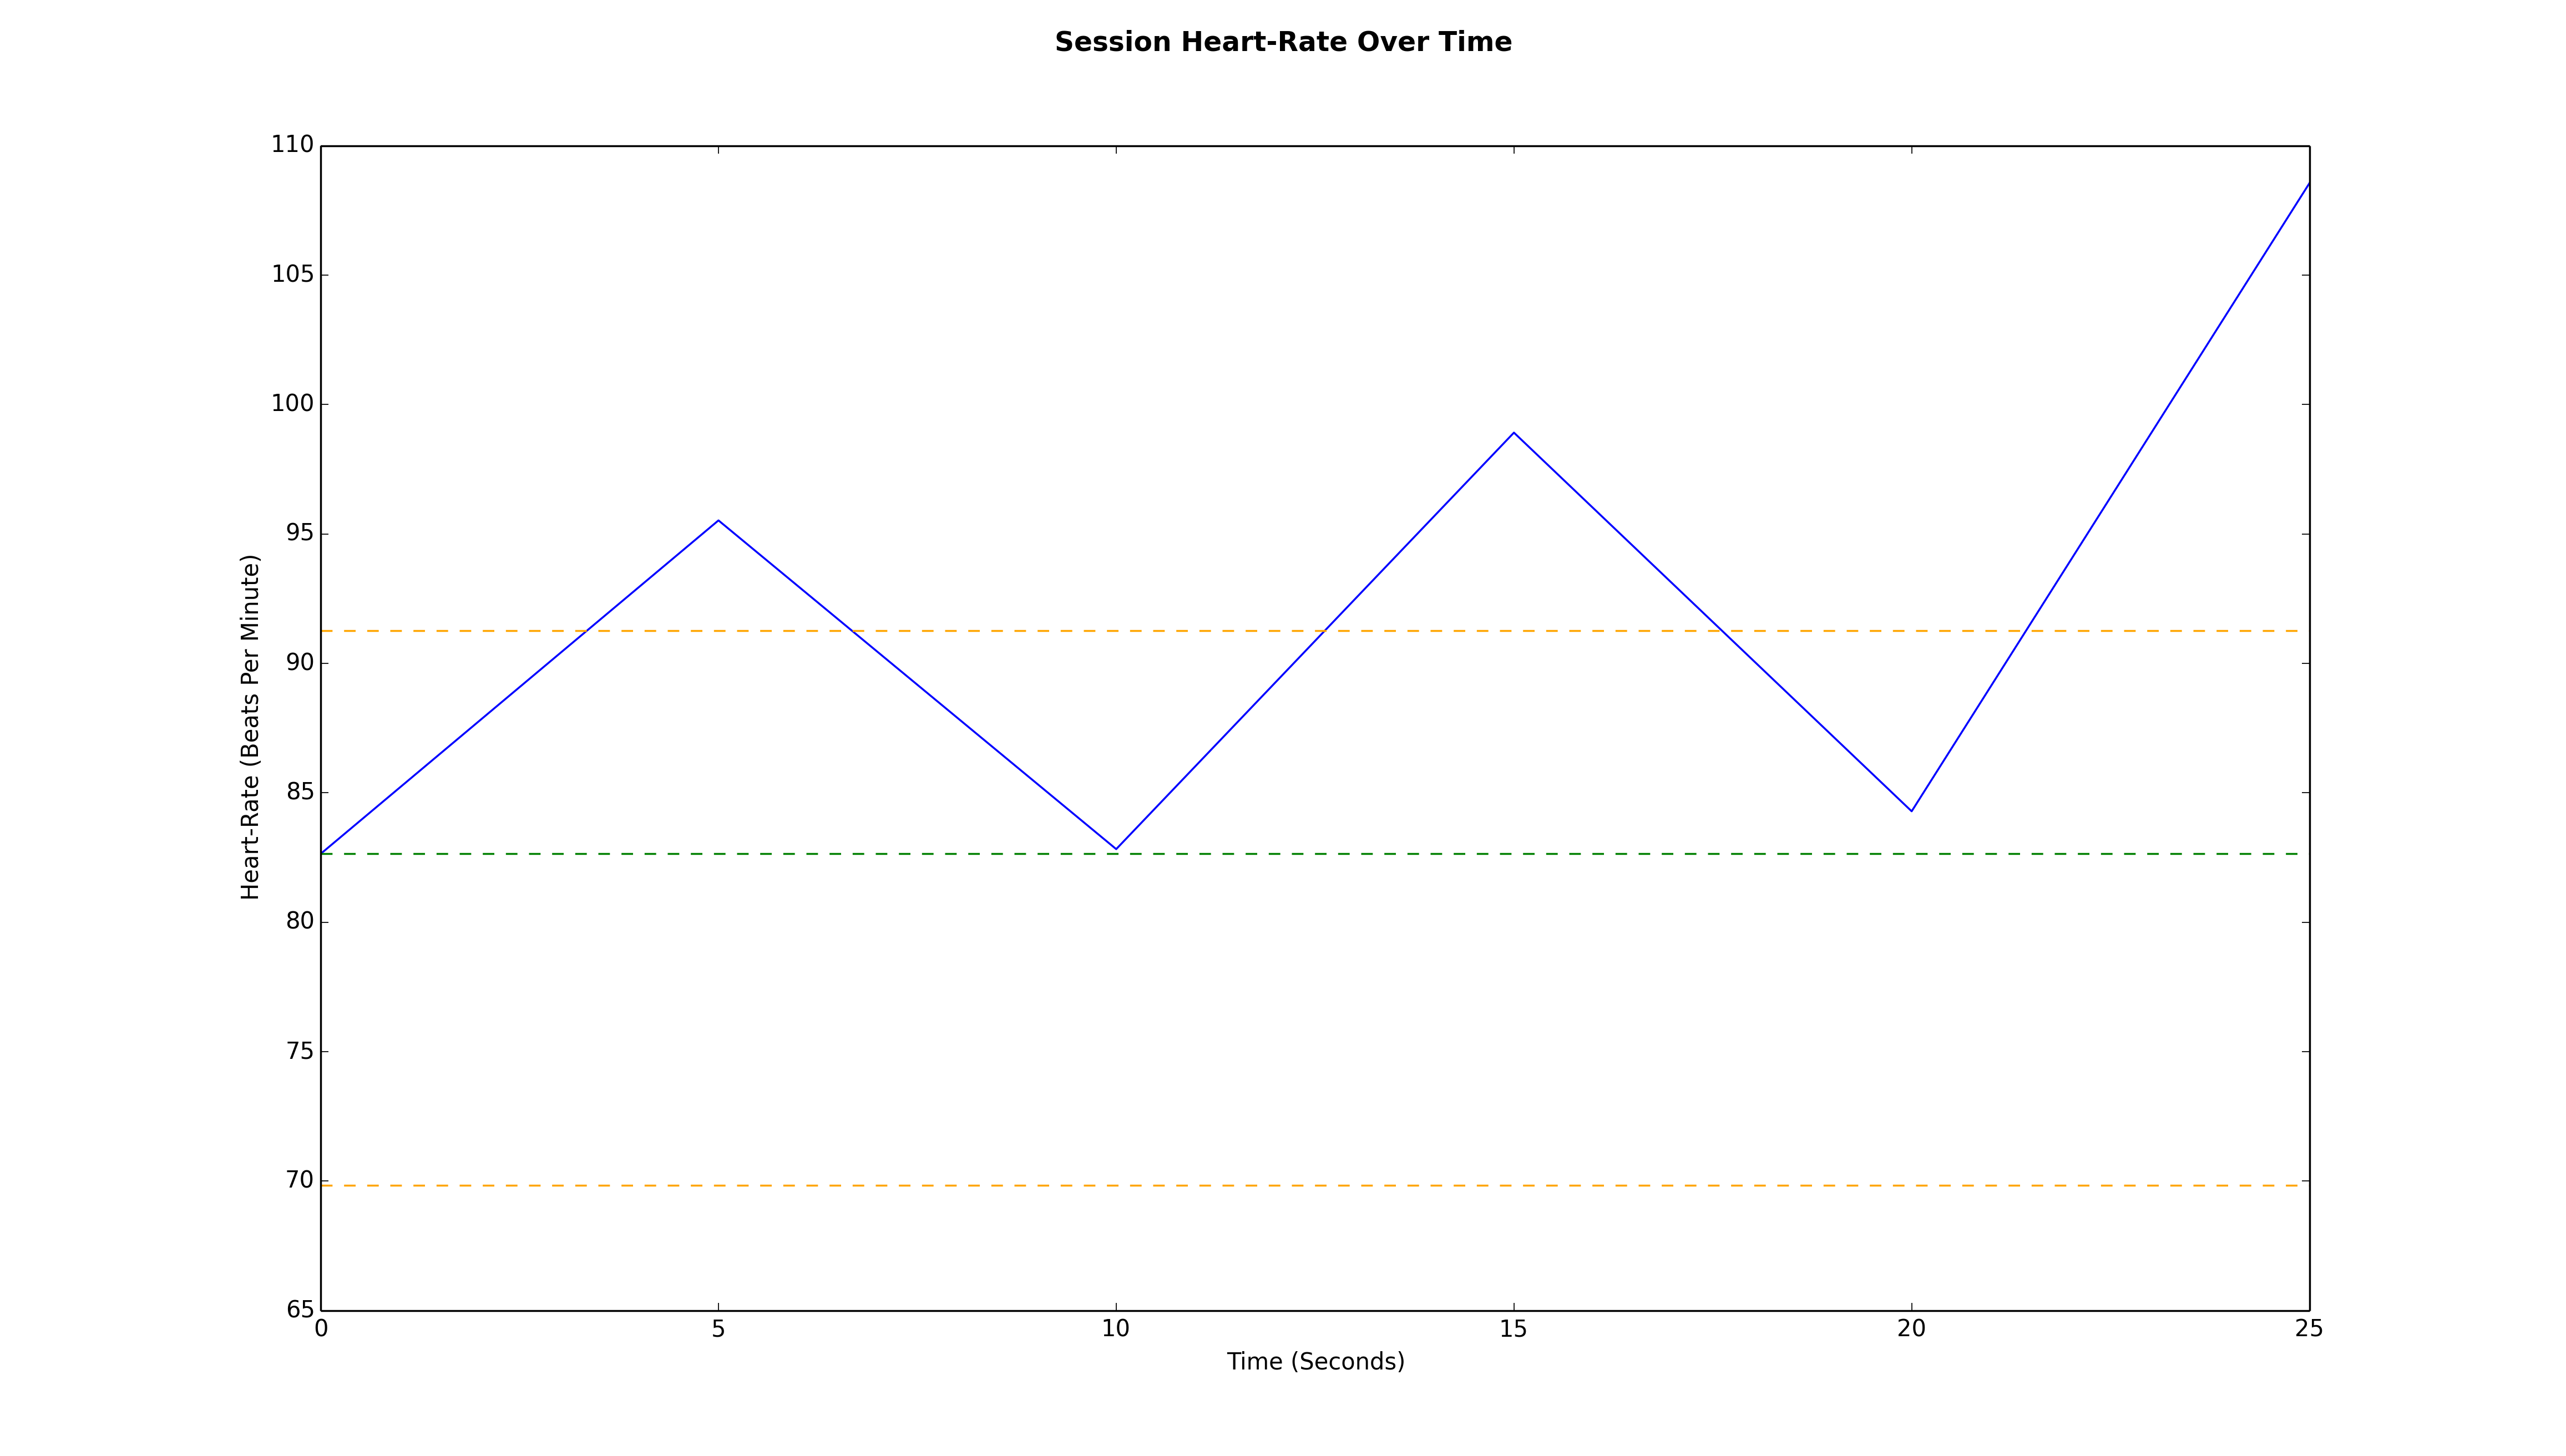 Session Heart-Rate Over Time
110
105
100
95
90
85
80
75
70
65
Heart-Rate (Beats Per Minute)
0 5 10 15 20 25
Time (Seconds)